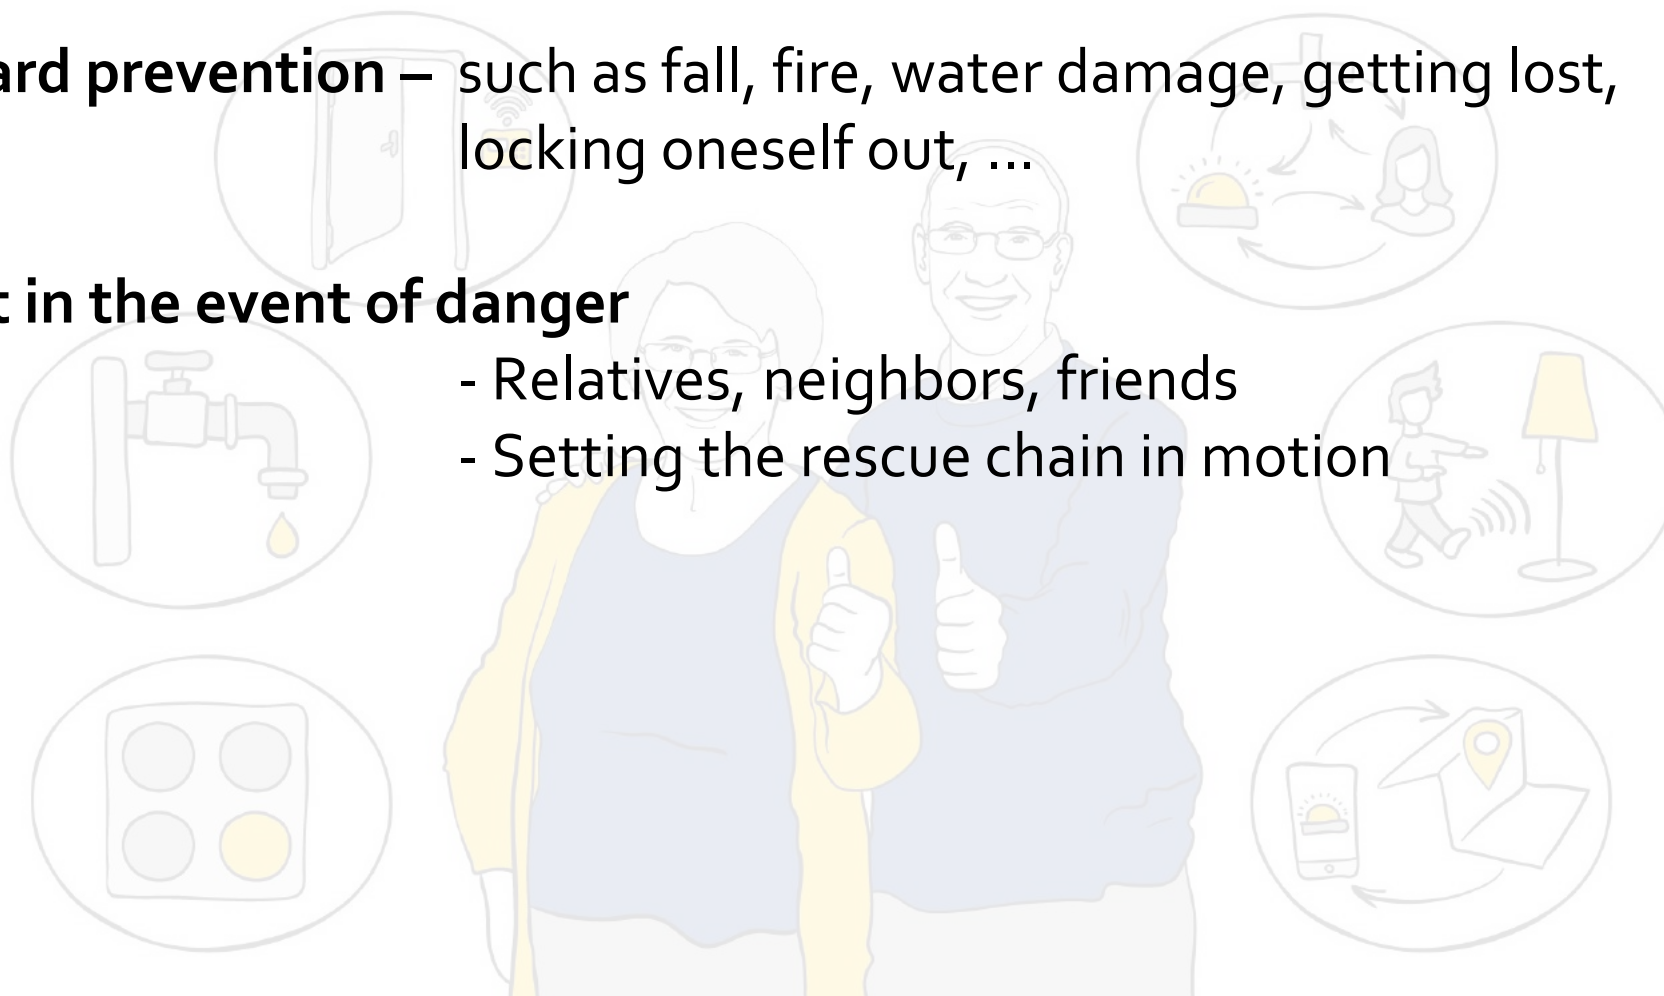 ard prevention – such as fall, fire, water damage, getting lost,
locking oneself out, ...
t in the event of danger
- Relatives, neighbors, friends
- Setting the rescue chain in motion